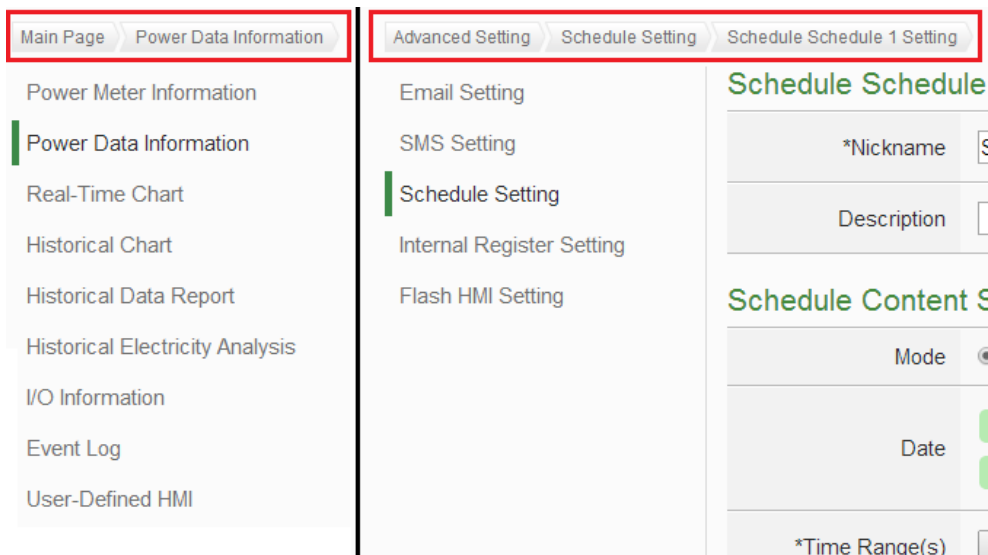 Main Page Power Data Information
Power Meter Information
Power Data Information
Real-Time Chart
Historical Chart
Historical Data Report
Historical Electricity Analysis
I/O Information
Event Log
User-Defined HMI
Advanced Setting Schedule Setting Schedule Schedule 1 Setting
Email Setting
SMS Setting
Schedule Setting
Internal Register Setting
Flash HMI Setting
Schedule Schedule
*Nickname S
Description
Schedule Content S
Mode
Date
*Time Range(s)